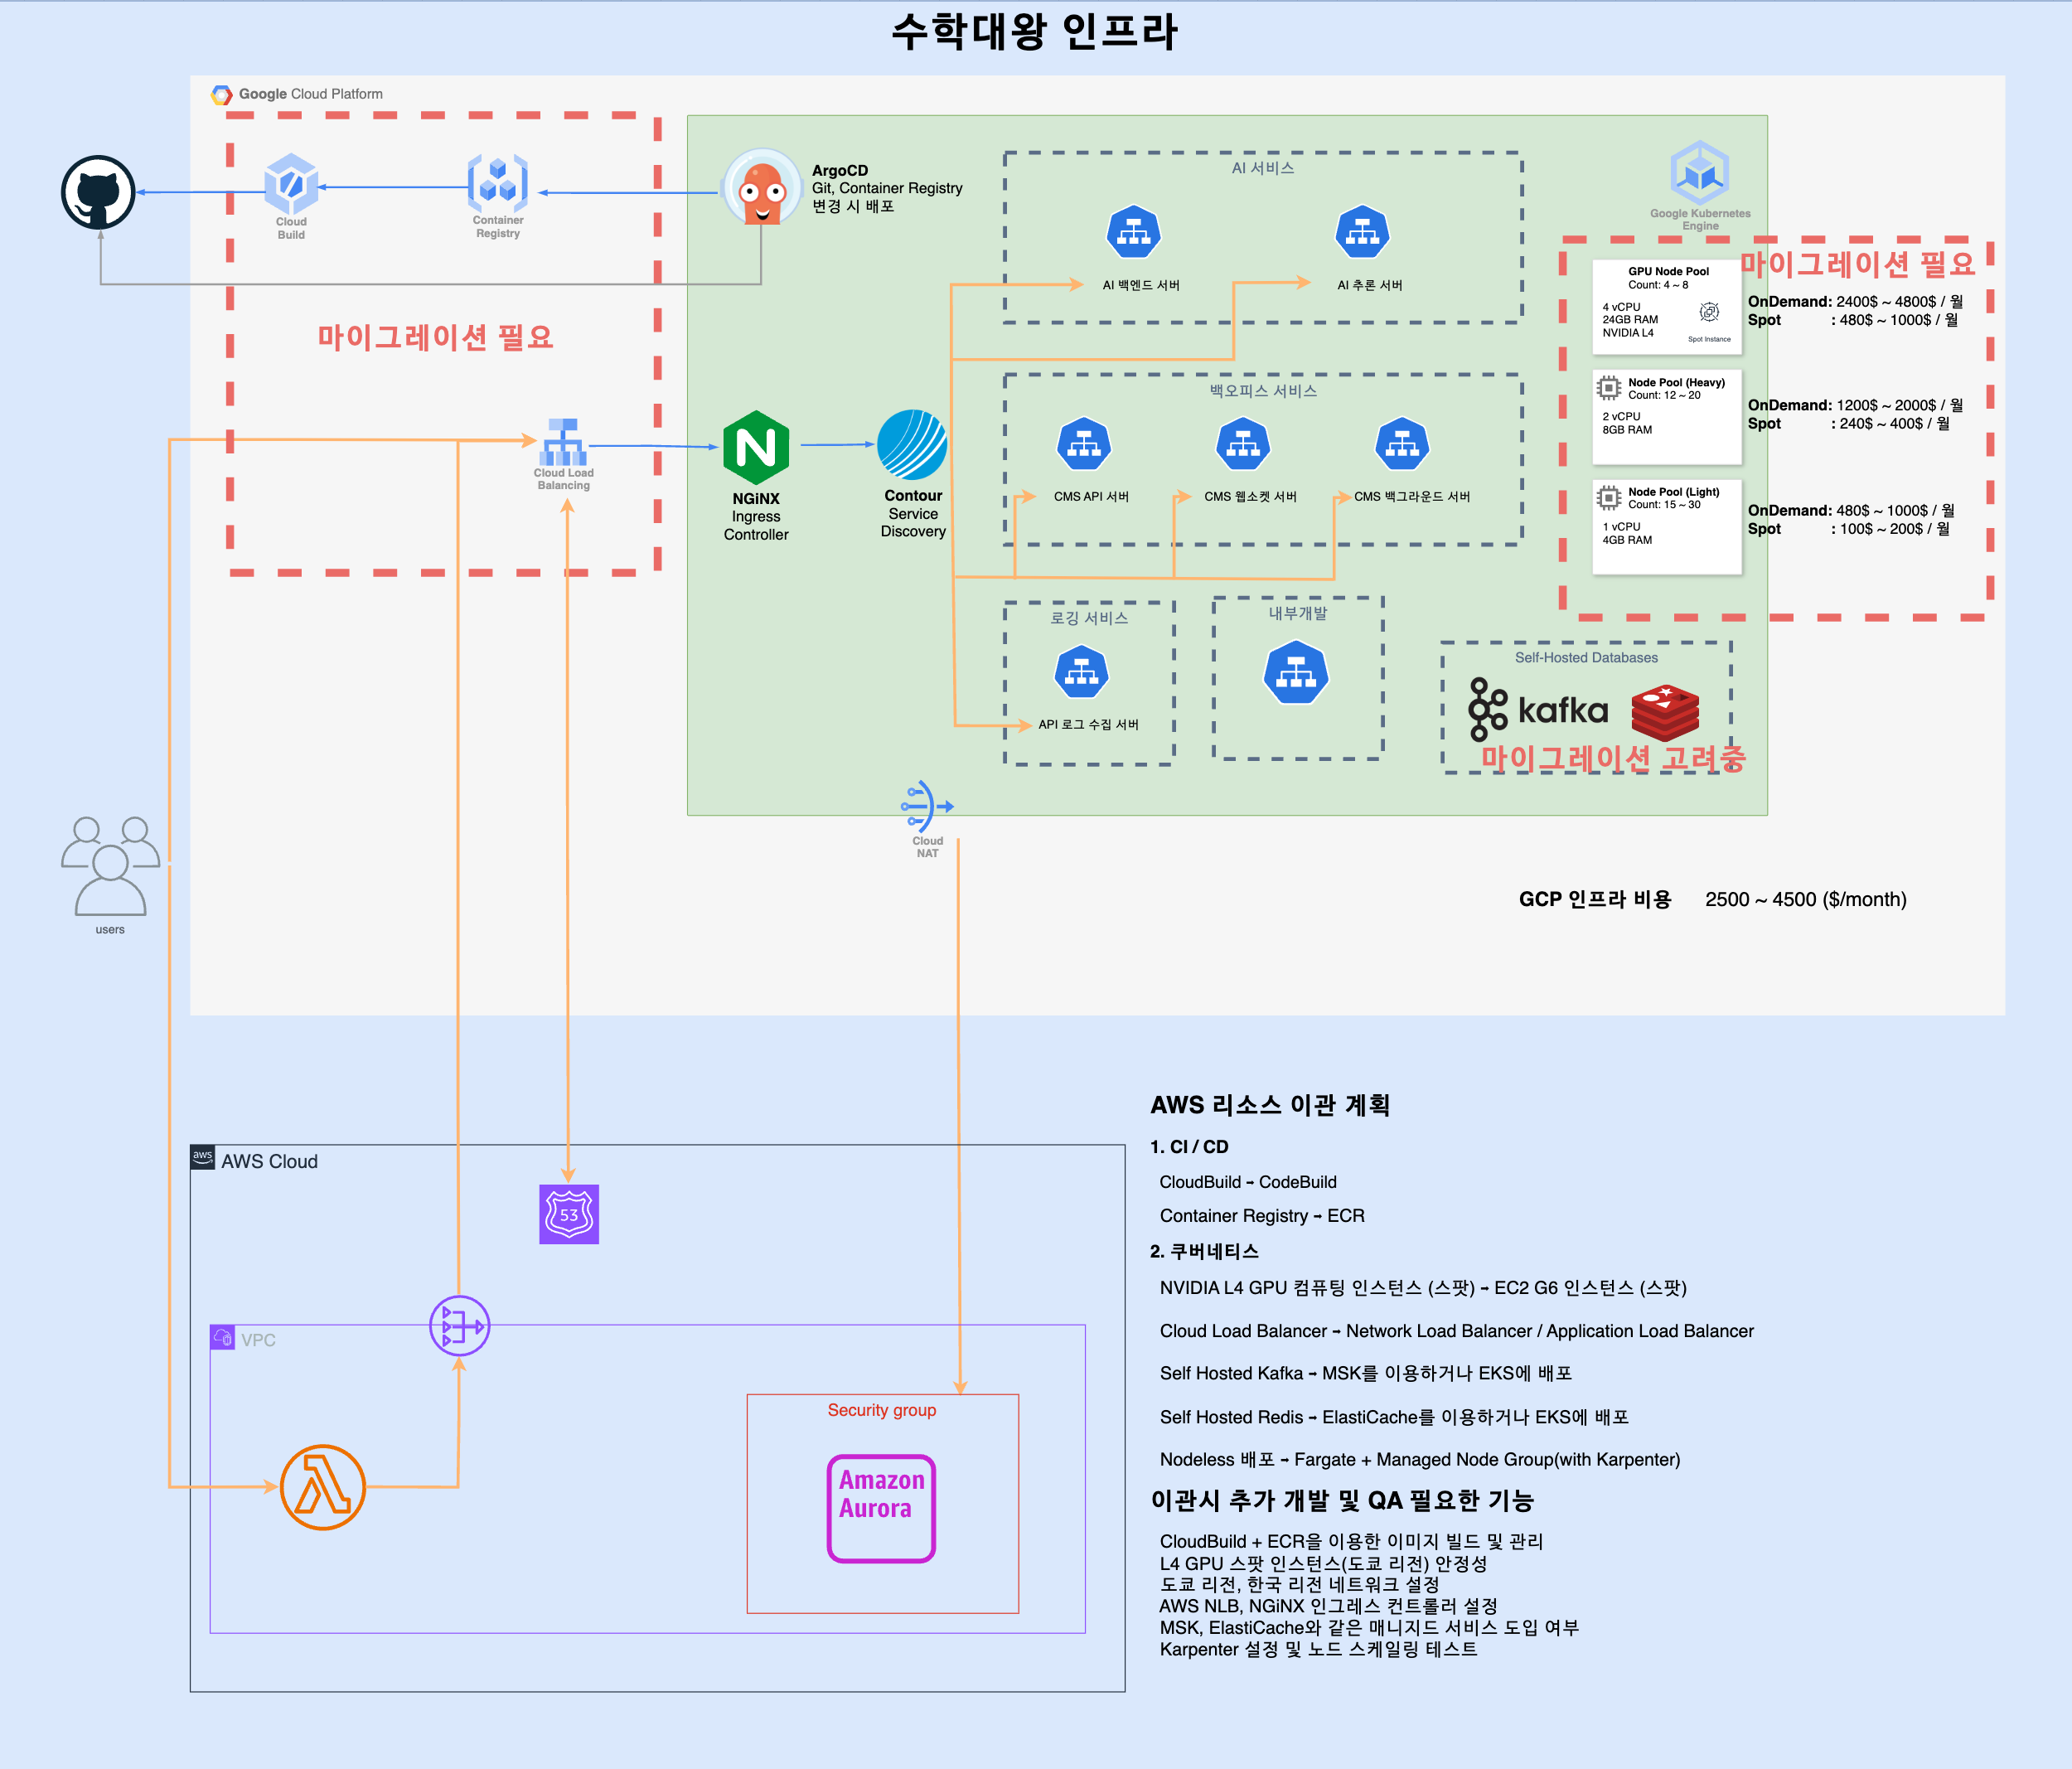 수학대왕 인프라
Google Cloud Platform
Cloud
Build
Container
Registry
마이그레이션 필요
Cloud Load
Balancing
ArgoCD
Git, Container Registry
변경 시 배포
NGiNX
Ingress
Controller
Contour
Service
Discovery
AI 서비스
AI 백엔드 서버
AI 추론 서버
백오피스 서비스
CMS API 서버
CMS 웹소켓 서버
CMS 백그라운드 서버
로깅 서비스
API 로그 수집 서버
내부개발
Google Kubernetes
Engine
마이그레이션 필요
GPU Node Pool
Count: 4 ~ 8
4 vCPU
24GB RAM
NVIDIA L4
Spot Instance
OnDemand: 2400$ ~ 4800$ / 월
Spot : 480$ ~ 1000$ / 월
Node Pool (Heavy)
Count: 12 ~ 20
2 vCPU
8GB RAM
OnDemand: 1200$ ~ 2000$ / 월
Spot : 240$ ~ 400$ / 월
Node Pool (Light)
Count: 15 ~ 30
1 vCPU
4GB RAM
OnDemand: 480$ ~ 1000$ / 월
Spot : 100$ ~ 200$ / 월
Self-Hosted Databases
kafka
마이그레이션 고려중
Cloud
NAT
users
GCP 인프라 비용 2500 ~ 4500 ($/month)
aws
AWS Cloud
53
VPC
Security group
Amazon
Aurora
AWS 리소스 이관 계획
1. CI / CD
CloudBuild → CodeBuild
Container Registry → ECR
2. 쿠버네티스
NVIDIA L4 GPU 컴퓨팅 인스턴스 (스팟) → EC2 G6 인스턴스 (스팟)
Cloud Load Balancer → Network Load Balancer / Application Load Balancer
Self Hosted Kafka → MSK를 이용하거나 EKS에 배포
Self Hosted Redis → ElastiCache를 이용하거나 EKS에 배포
Nodeless 배포 → Fargate + Managed Node Group(with Karpenter)
이관시 추가 개발 및 QA 필요한 기능
CloudBuild + ECR을 이용한 이미지 빌드 및 관리
L4 GPU 스팟 인스턴스(도쿄 리전) 안정성
도쿄 리전, 한국 리전 네트워크 설정
AWS NLB, NGiNX 인그레스 컨트롤러 설정
MSK, ElastiCache와 같은 매니지드 서비스 도입 여부
Karpenter 설정 및 노드 스케일링 테스트